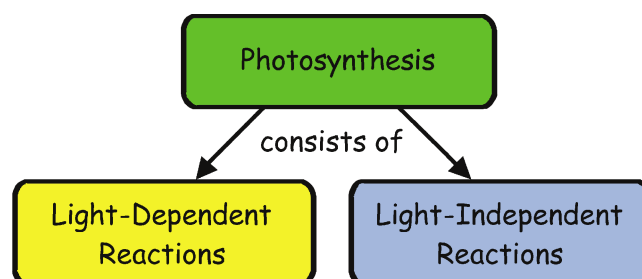 Photosynthesis
consists of
Light-Dependent
Reactions
Light-Independent
Reactions